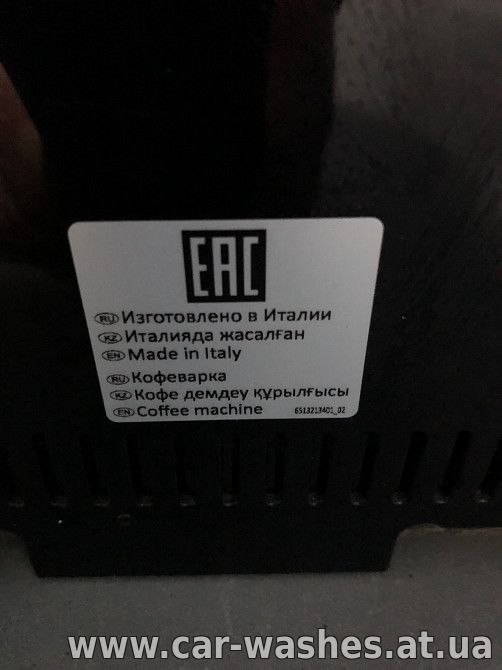 EAC
RU Изготовлено в Италии
KZ Италияда жасалған
EN Made in Italy
RU Кофеварка
KZ Кофе демдеу құрылғысы
EN Coffee machine 6513213401_02
www.car-washes.at.ua